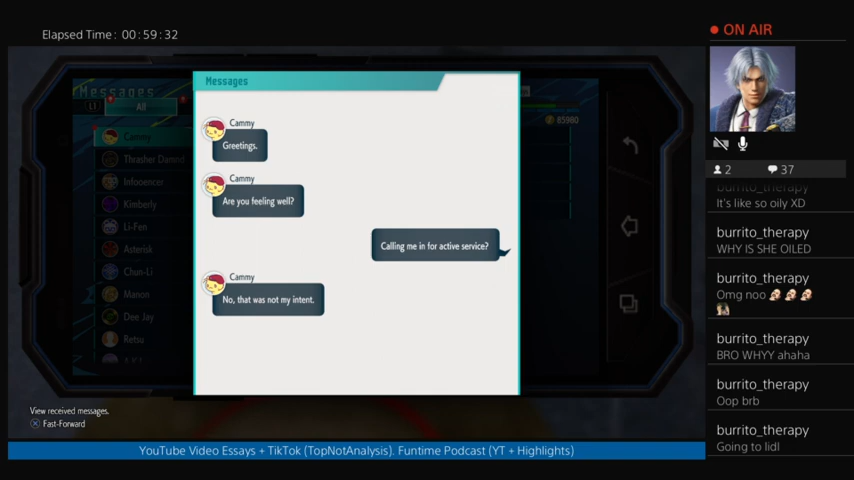 Elapsed Time: 00:59:32
ON AIR
Messages
L1
All
Cammy
Thrasher Damnd
Infooencer
Kimberly
Li-Fen
Asterisk
Chun-Li
Manon
Dee Jay
Retsu
85980
Messages
Cammy
Greetings.
Cammy
Are you feeling well?
Calling me in for active service?
Cammy
No, that was not my intent.
View received messages.
Fast-Forward
YouTube Video Essays + TikTok (TopNotAnalysis). Funtime Podcast (YT + Highlights)
2
37
burrito_therapy
It's like so oily XD
burrito_therapy
WHY IS SHE OILED
burrito_therapy
Omg noo
burrito_therapy
BRO WHYY ahaha
burrito_therapy
Oop brb
burrito_therapy
Going to lidl